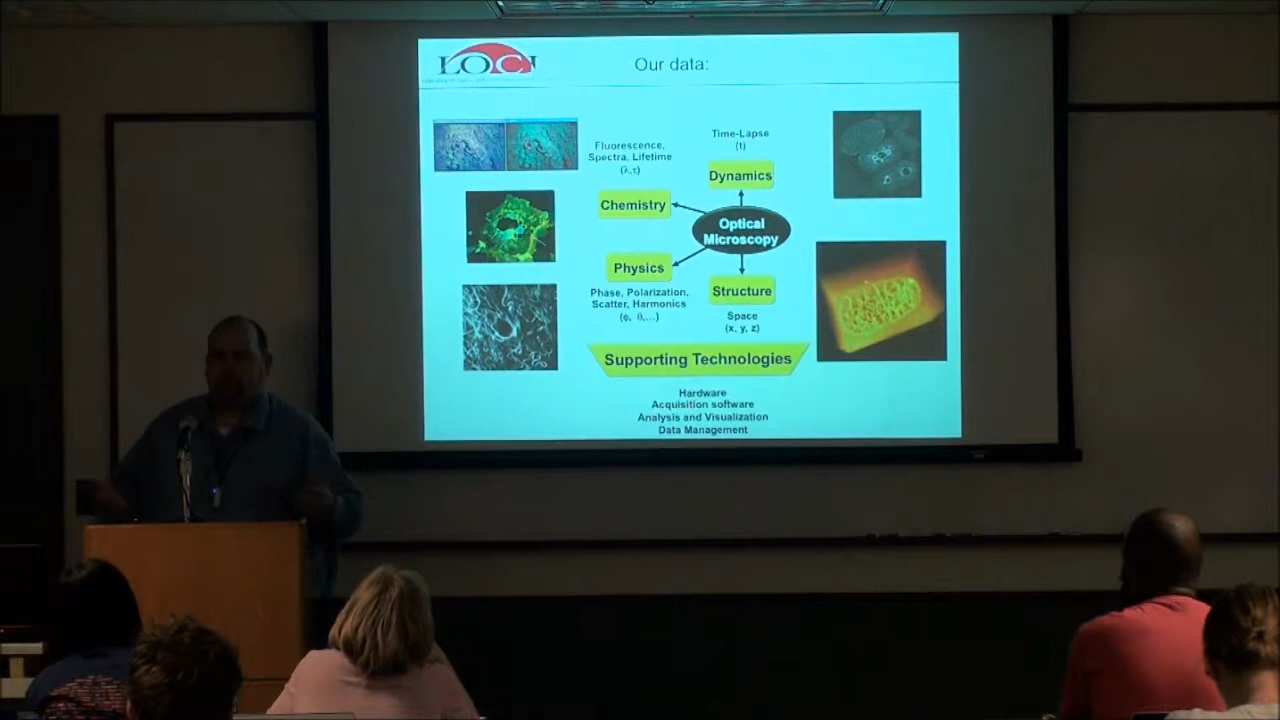 LOCI
Our data:
Fluorescence,
Spectra, Lifetime
(λ,τ)
Time-Lapse
(t)
Dynamics
Chemistry
Optical
Microscopy
Physics
Phase, Polarization,
Scatter, Harmonics
(ϕ, θ,...)
Structure
Space
(x, y, z)
Supporting Technologies
Hardware
Acquisition software
Analysis and Visualization
Data Management